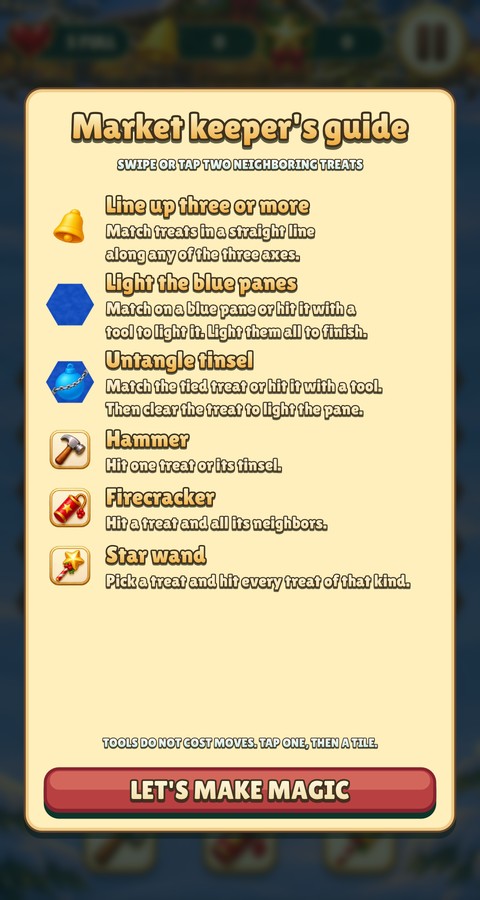 Market keeper's guide
SWIPE OR TAP TWO NEIGHBORING TREATS
Line up three or more
Match treats in a straight line
along any of the three axes.
Light the blue panes
Match on a blue pane or hit it with a
tool to light it. Light them all to finish.
Untangle tinsel
Match the tied treat or hit it with a tool.
Then clear the treat to light the pane.
Hammer
Hit one treat or its tinsel.
Firecracker
Hit a treat and all its neighbors.
Star wand
Pick a treat and hit every treat of that kind.
TOOLS DO NOT COST MOVES. TAP ONE, THEN A TILE.
LET'S MAKE MAGIC